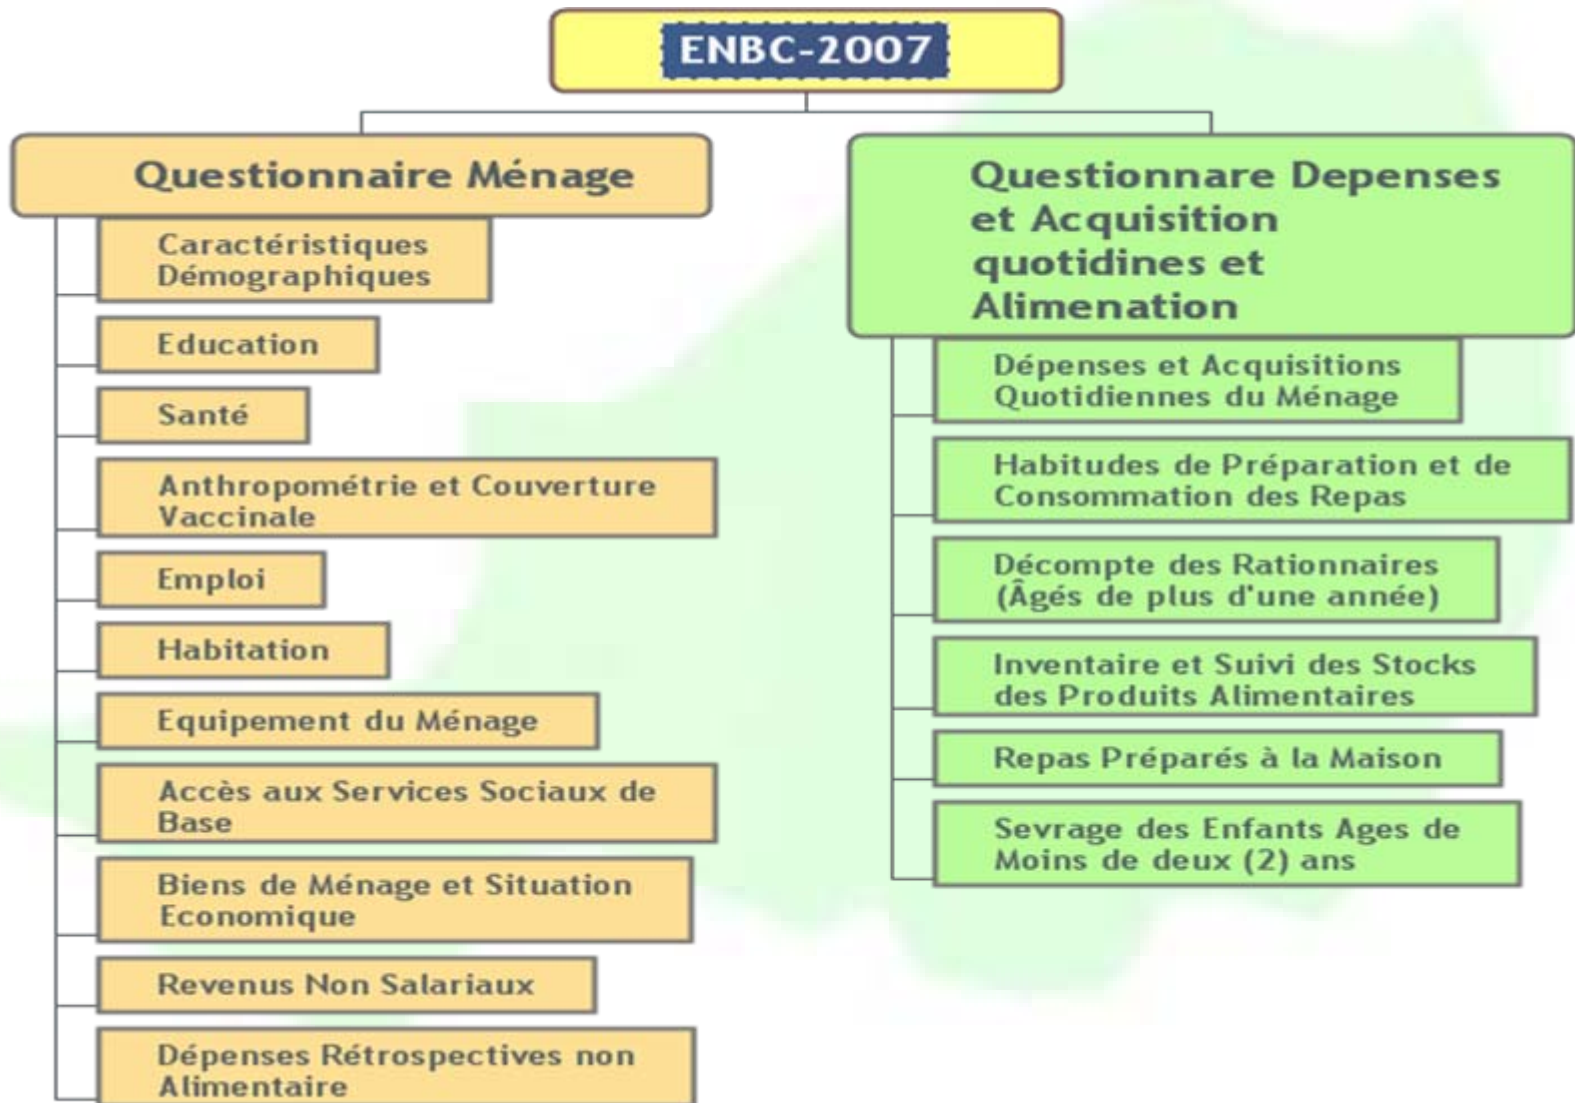 ENBC-2007
Questionnaire Ménage
Caractéristiques
Démographiques
Education
Santé
Anthropométrie et Couverture
Vaccinale
Emploi
Habitation
Equipement du Ménage
Accès aux Services Sociaux de
Base
Biens de Ménage et Situation
Economique
Revenus Non Salariaux
Dépenses Rétrospectives non
Alimentaire
Questionnare Depenses
et Acquisition
quotidines et
Alimenation
Dépenses et Acquisitions
Quotidiennes du Ménage
Habitudes de Préparation et de
Consommation des Repas
Décompte des Rationnaires
(Âgés de plus d'une année)
Inventaire et Suivi des Stocks
des Produits Alimentaires
Repas Préparés à la Maison
Sevrage des Enfants Ages de
Moins de deux (2) ans